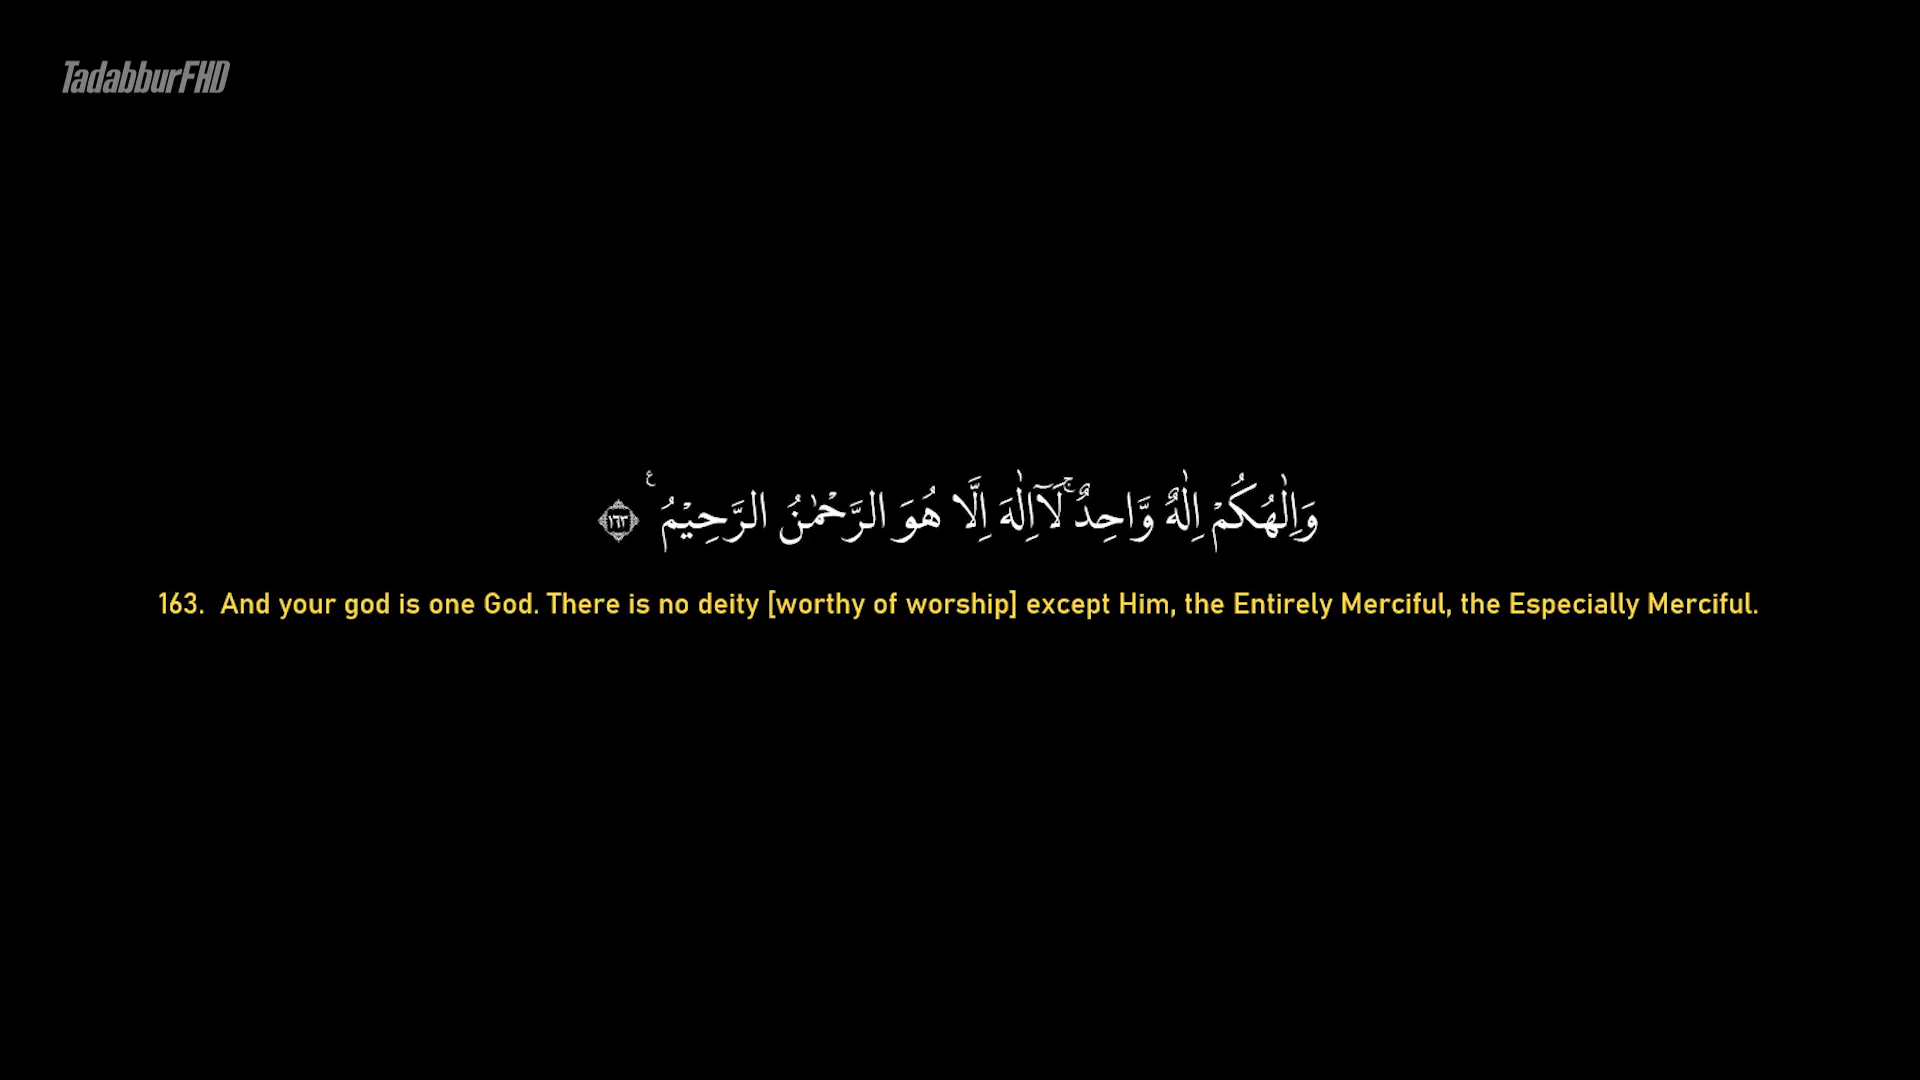 TadabburFHD
وَاِلٰهُكُمْ اِلٰهٌ وَّاحِدٌۚ لَآاِلٰهَ اِلَّا هُوَ الرَّحْمٰنُ الرَّحِيْمُ ࣖ ١٦٣
163. And your god is one God. There is no deity [worthy of worship] except Him, the Entirely Merciful, the Especially Merciful.